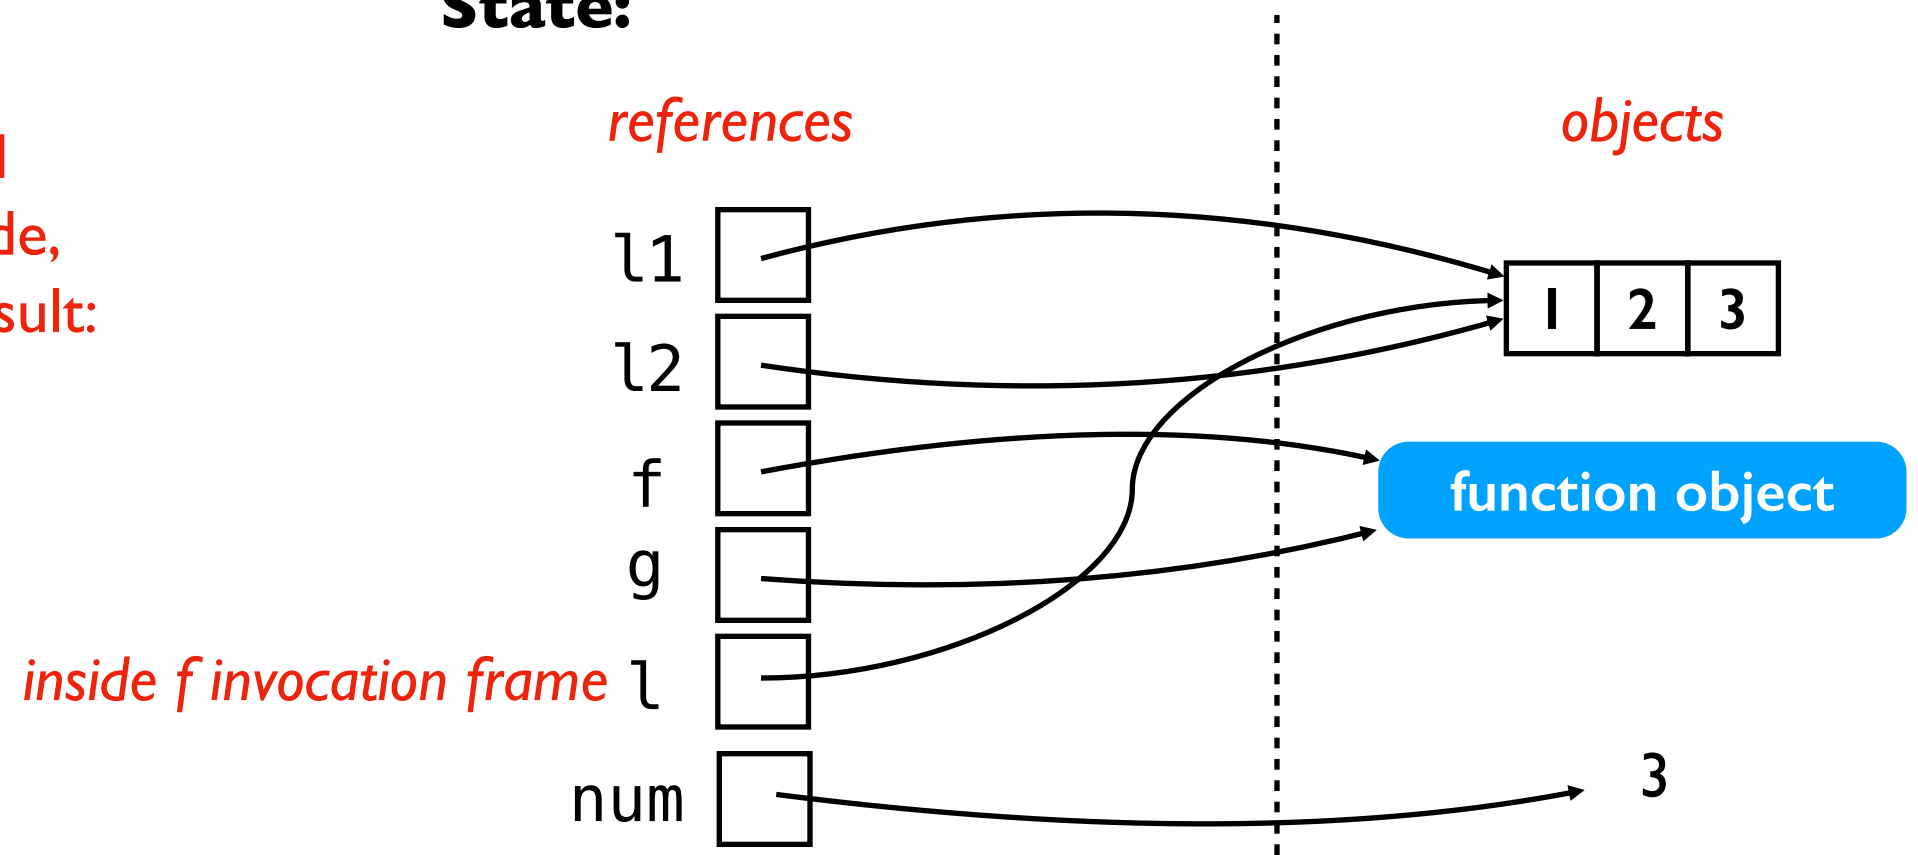 State:
references
objects
de,
sult:
l1
1 2 3
l2
f
function object
g
inside f invocation frame l
num
3